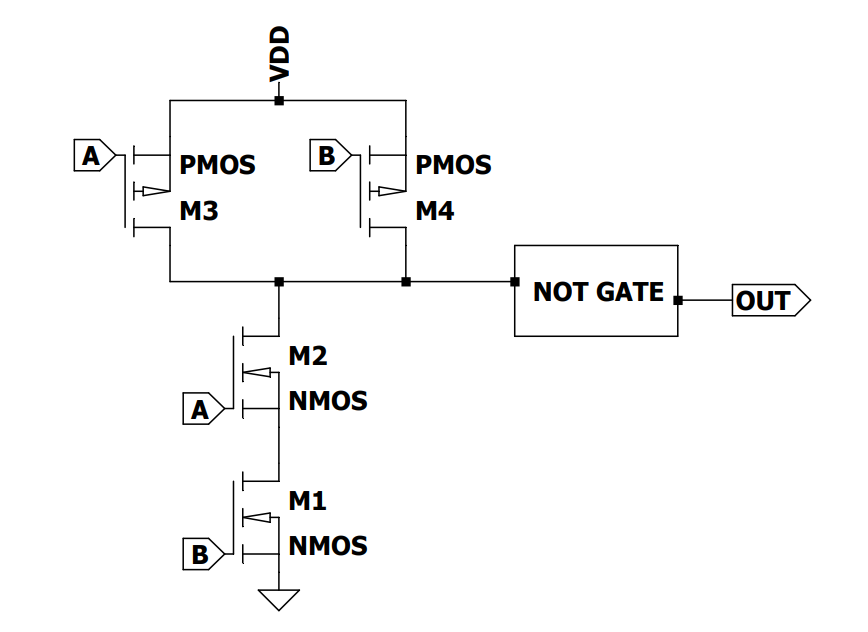 VDD
A
PMOS
M3
B
PMOS
M4
NOT GATE
OUT
M2
A
NMOS
M1
B
NMOS